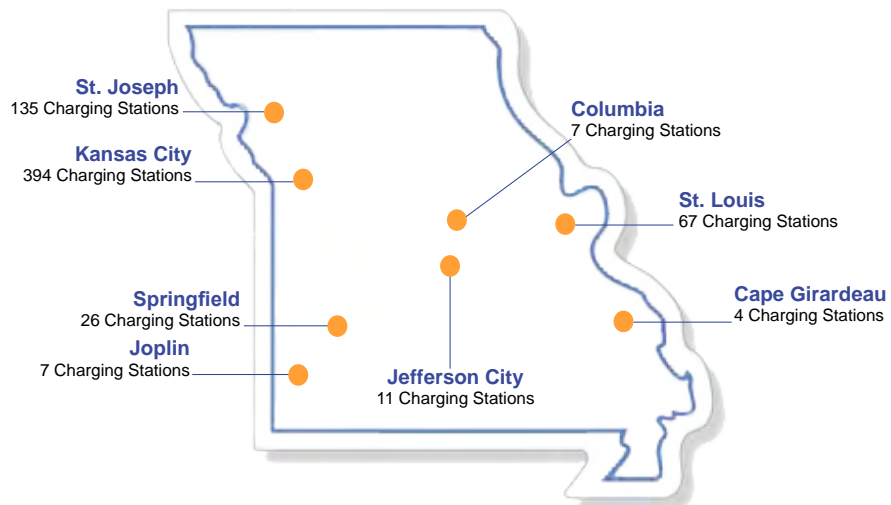 St. Joseph
135 Charging Stations
Kansas City
394 Charging Stations
Columbia
7 Charging Stations
St. Louis
67 Charging Stations
Springfield
26 Charging Stations
Joplin
7 Charging Stations
Jefferson City
11 Charging Stations
Cape Girardeau
4 Charging Stations